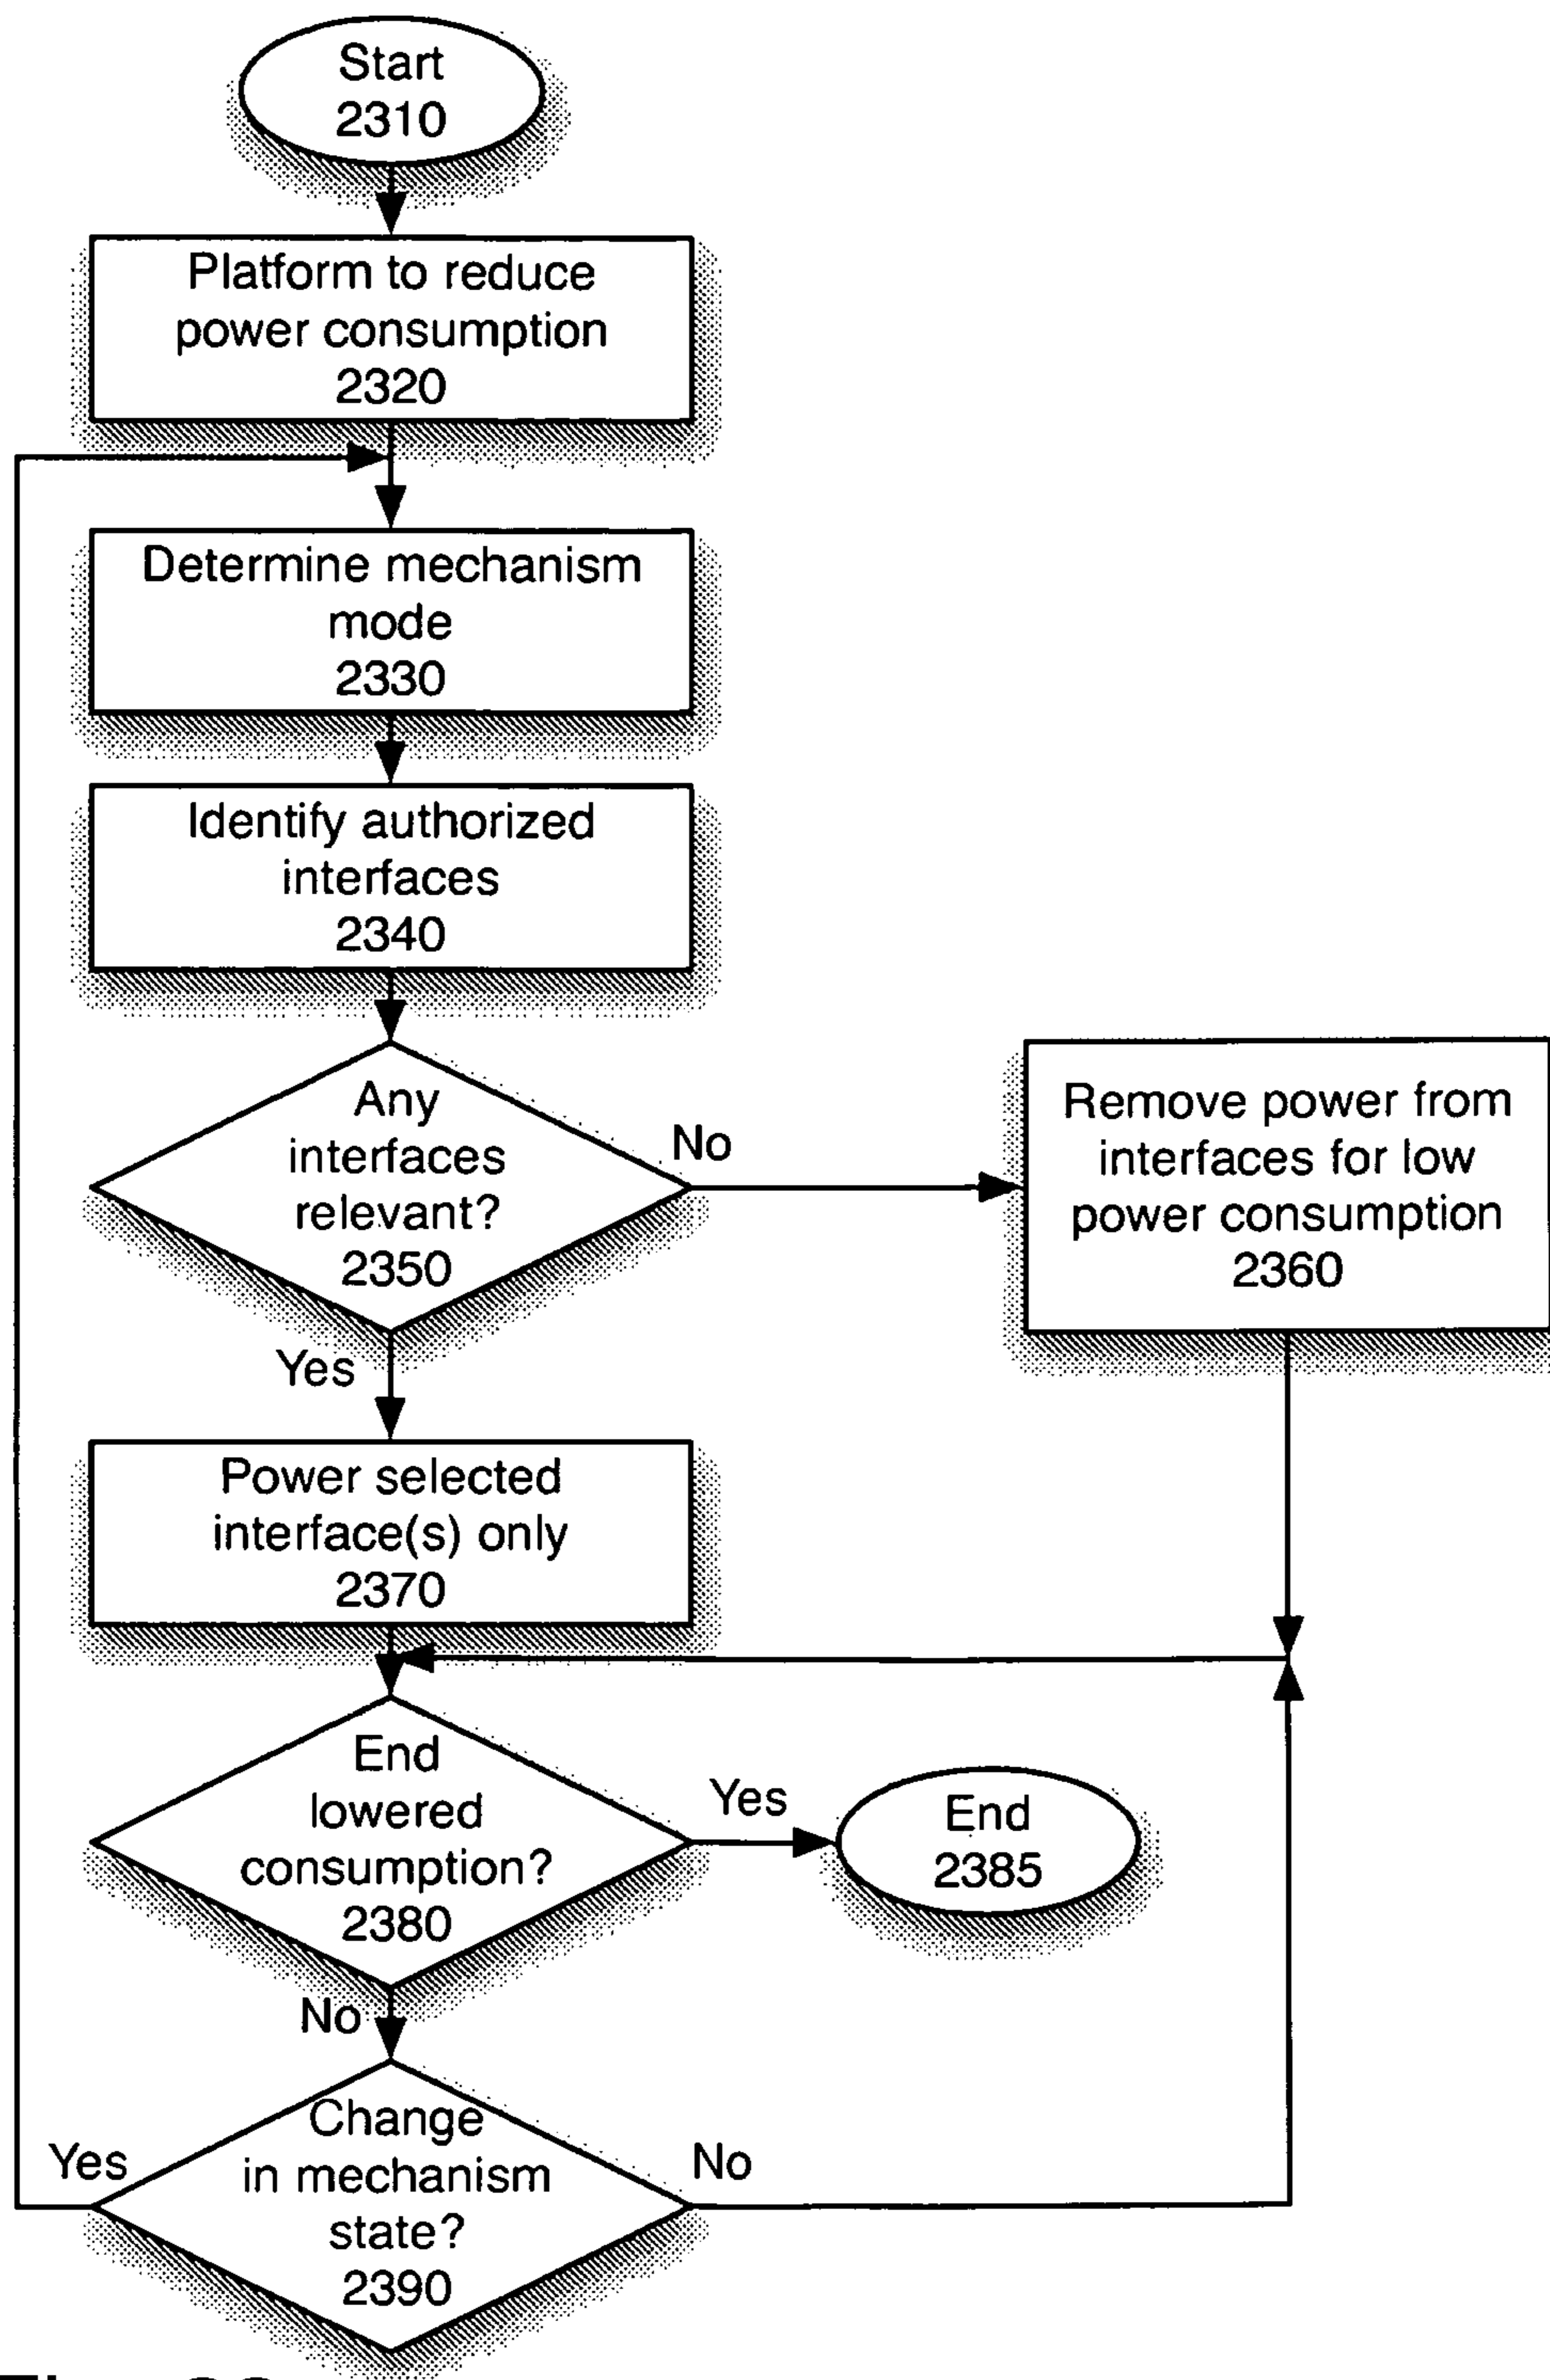 Start
2310
Platform to reduce
power consumption
2320
Determine mechanism
mode
2330
Identify authorized
interfaces
2340
Any
interfaces
relevant?
2350
No
Remove power from
interfaces for low
power consumption
2360
Yes
Power selected
interface(s) only
2370
End
lowered
consumption?
2380
Yes
End
2385
No
Change
in mechanism
state?
2390
Yes
No